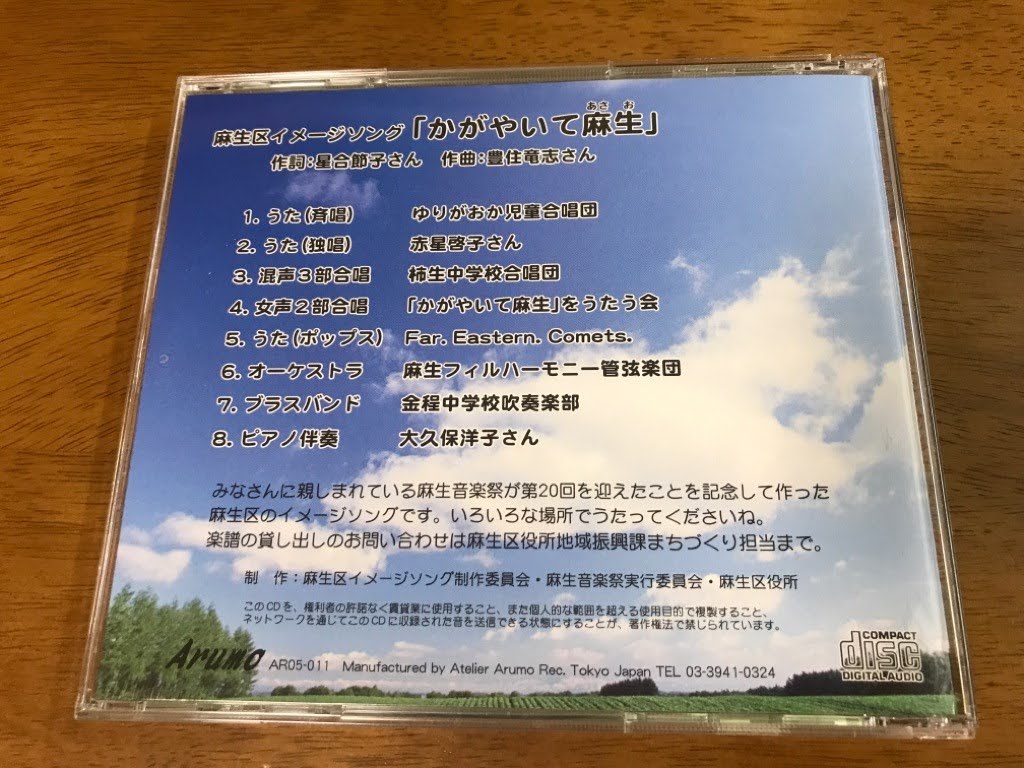 麻生区イメージソング「かがやいて麻生」
あさ お
作詞:星合節子さん 作曲:豊住竜志さん
1. うた(斉唱) ゆりがおか児童合唱団
2. うた(独唱) 赤星啓子さん
3. 混声3部合唱 柿生中学校合唱団
4. 女声2部合唱 「かがやいて麻生」をうたう会
5. うた(ポップス) Far. Eastern. Comets.
6. オーケストラ 麻生フィルハーモニー管弦楽団
7. ブラスバンド 金程中学校吹奏楽部
8. ピアノ伴奏 大久保洋子さん
みなさんに親しまれている麻生音楽祭が第20回を迎えたことを記念して作った
麻生区のイメージソングです。いろいろな場所でうたってくださいね。
楽譜の貸し出しのお問い合わせは麻生区役所地域振興課まちづくり担当まで。
制 作:麻生区イメージソング制作委員会・麻生音楽祭実行委員会・麻生区役所
このCDを、権利者の許諾なく賃貸業に使用すること、また個人的な範囲を超える使用目的で複製すること、
ネットワークを通じてこのCDに収録された音を送信できる状態にすることが、著作権法で禁じられています。
Arumo AR05-011 Manufactured by Atelier Arumo Rec. Tokyo Japan TEL 03-3941-0324
COMPACT
disc
DIGITAL AUDIO